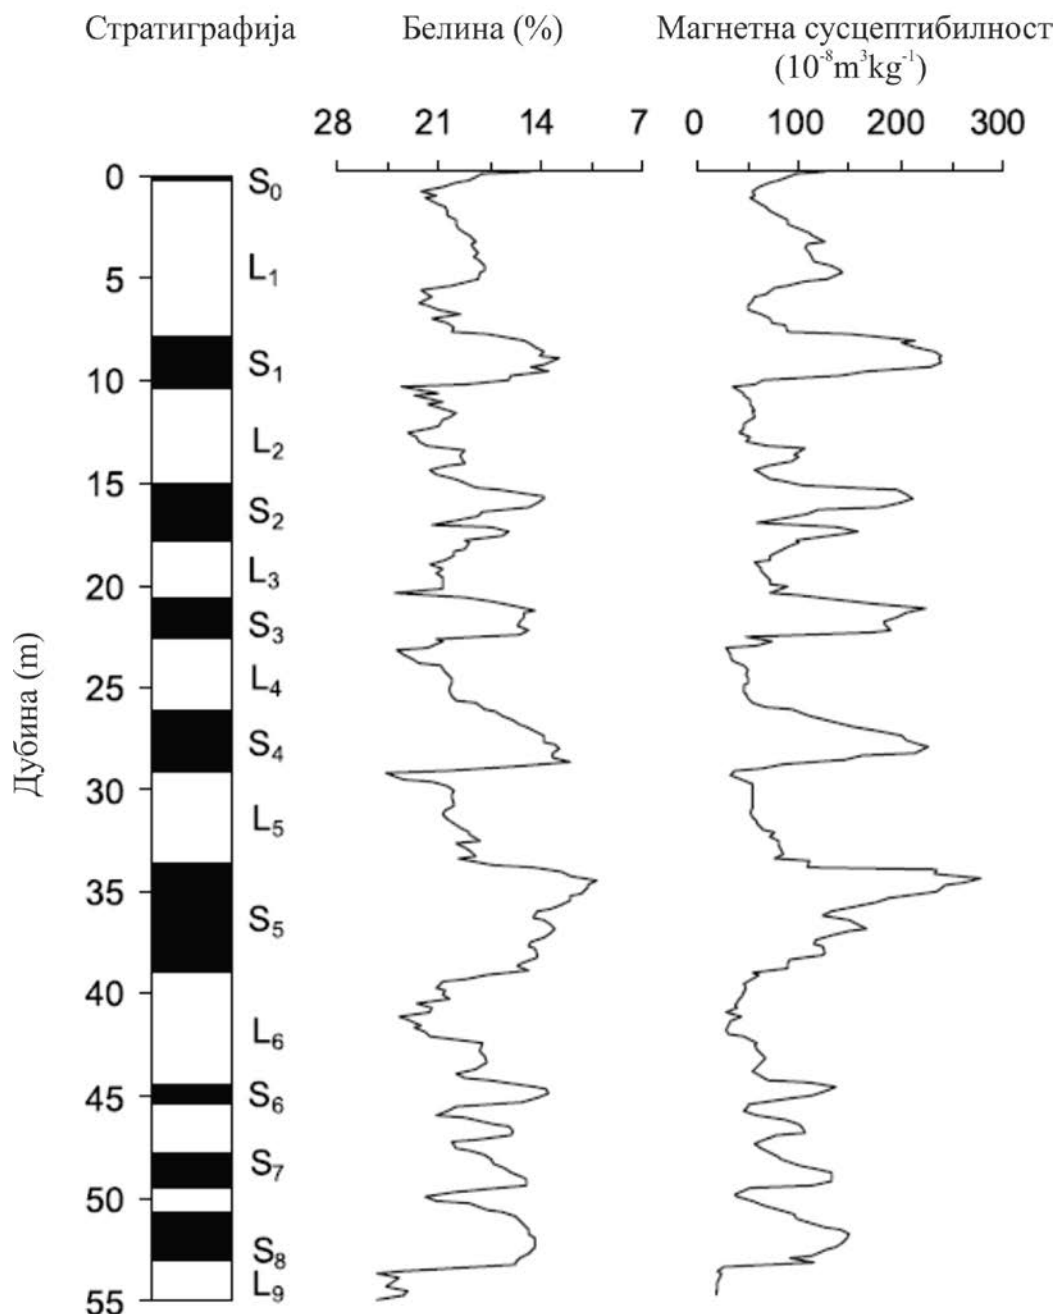 Стратиграфија Белина (%) Магнетна сусцептибилност
(10⁻⁸m³kg⁻¹)
28 21 14 7 0 100 200 300
0 S₀
L₁
5
S₁
10
L₂
15
S₂
L₃
20
S₃
L₄
25
S₄
30
L₅
35
S₅
40
L₆
45
S₆
S₇
50
S₈
L₉
55
Дубина (m)